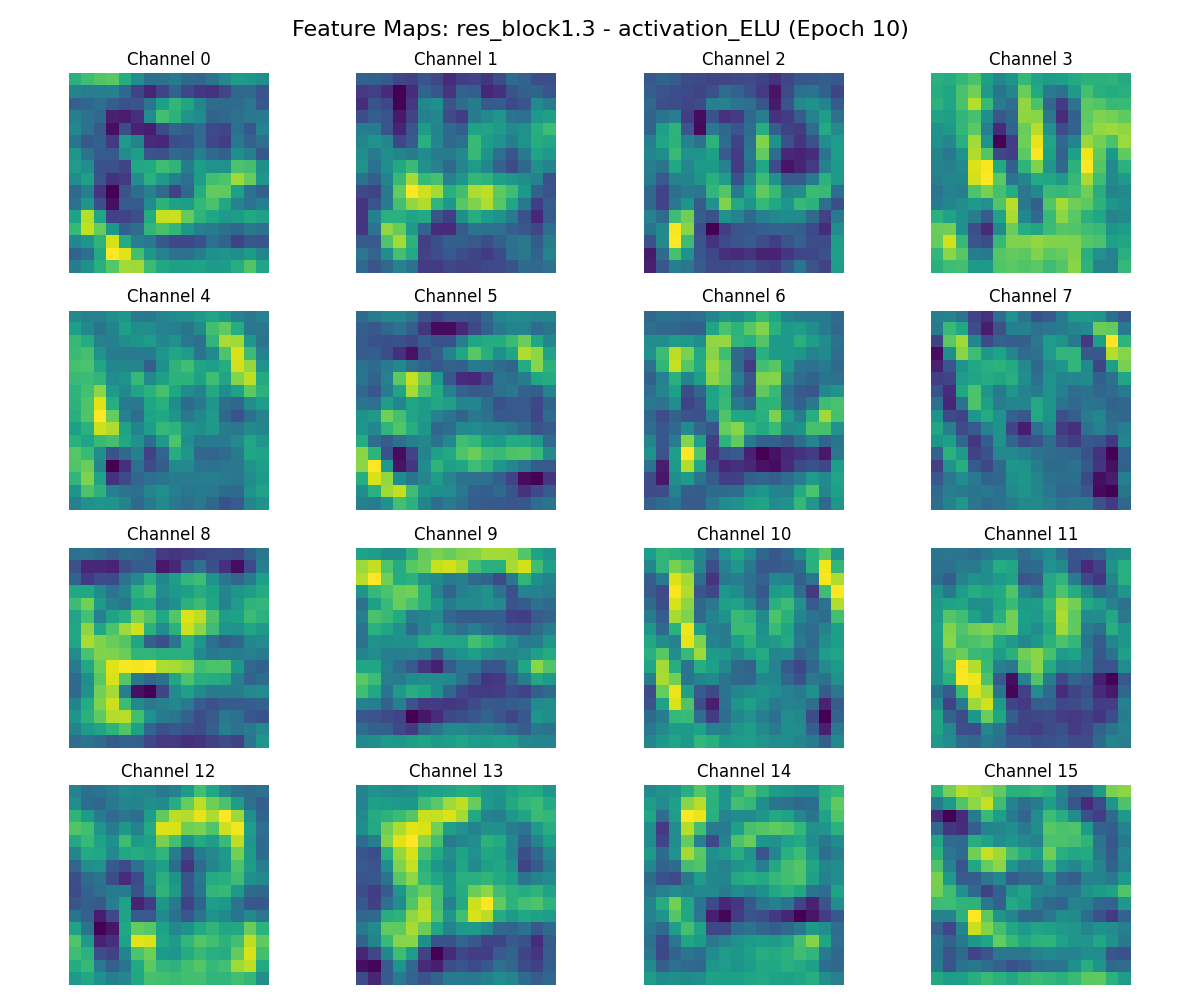 Feature Maps: res_block1.3 - activation_ELU (Epoch 10)
Channel 0 Channel 1 Channel 2 Channel 3
Channel 4 Channel 5 Channel 6 Channel 7
Channel 8 Channel 9 Channel 10 Channel 11
Channel 12 Channel 13 Channel 14 Channel 15